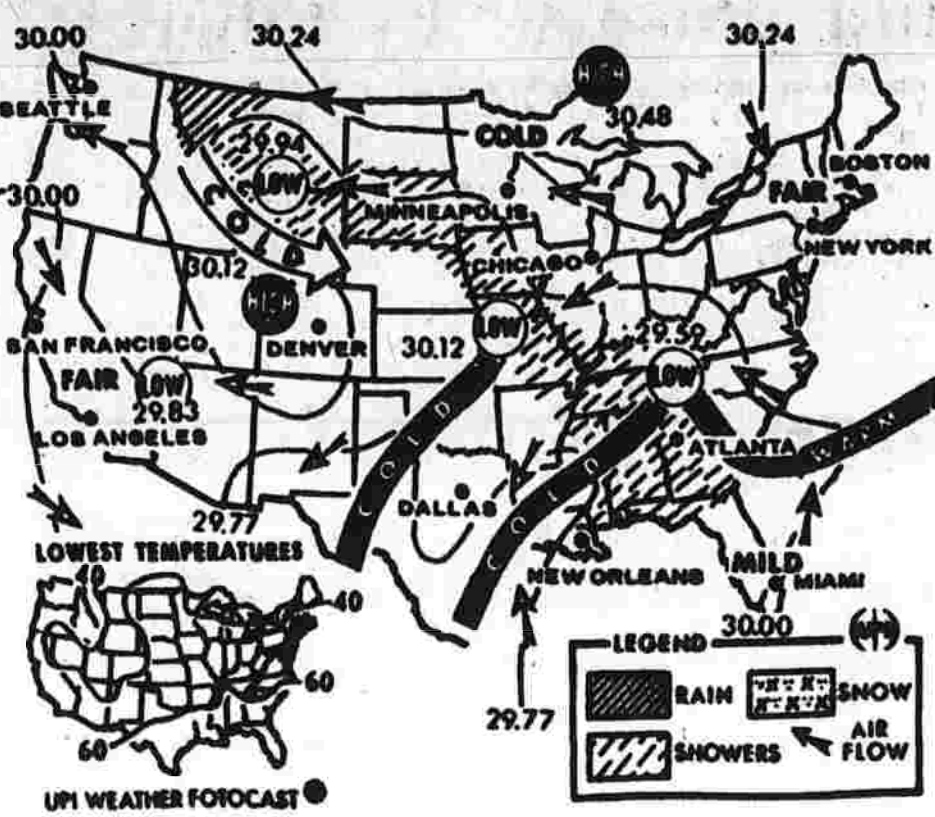 30.00
30.24
30.24
SEATTLE
HIGH
30.48
COLD
29.94
LOW
FAIR
BOSTON
30.00
MINNEAPOLIS
COLD
NEW YORK
CHICAGO
30.12
HIGH
LOW
29.59
SAN FRANCISCO
DENVER
30.12
FAIR
LOW
LOW
29.83
COLD
LOS ANGELES
ATLANTA
WARM
COLD
DALLAS
29.77
LOWEST TEMPERATURES
NEW ORLEANS
MILD
MIAMI
40
40
30.00
LEGEND
UPI
RAIN
SNOW
60
29.77
SHOWERS
AIR
FLOW
60
UPI WEATHER FOTOCAST